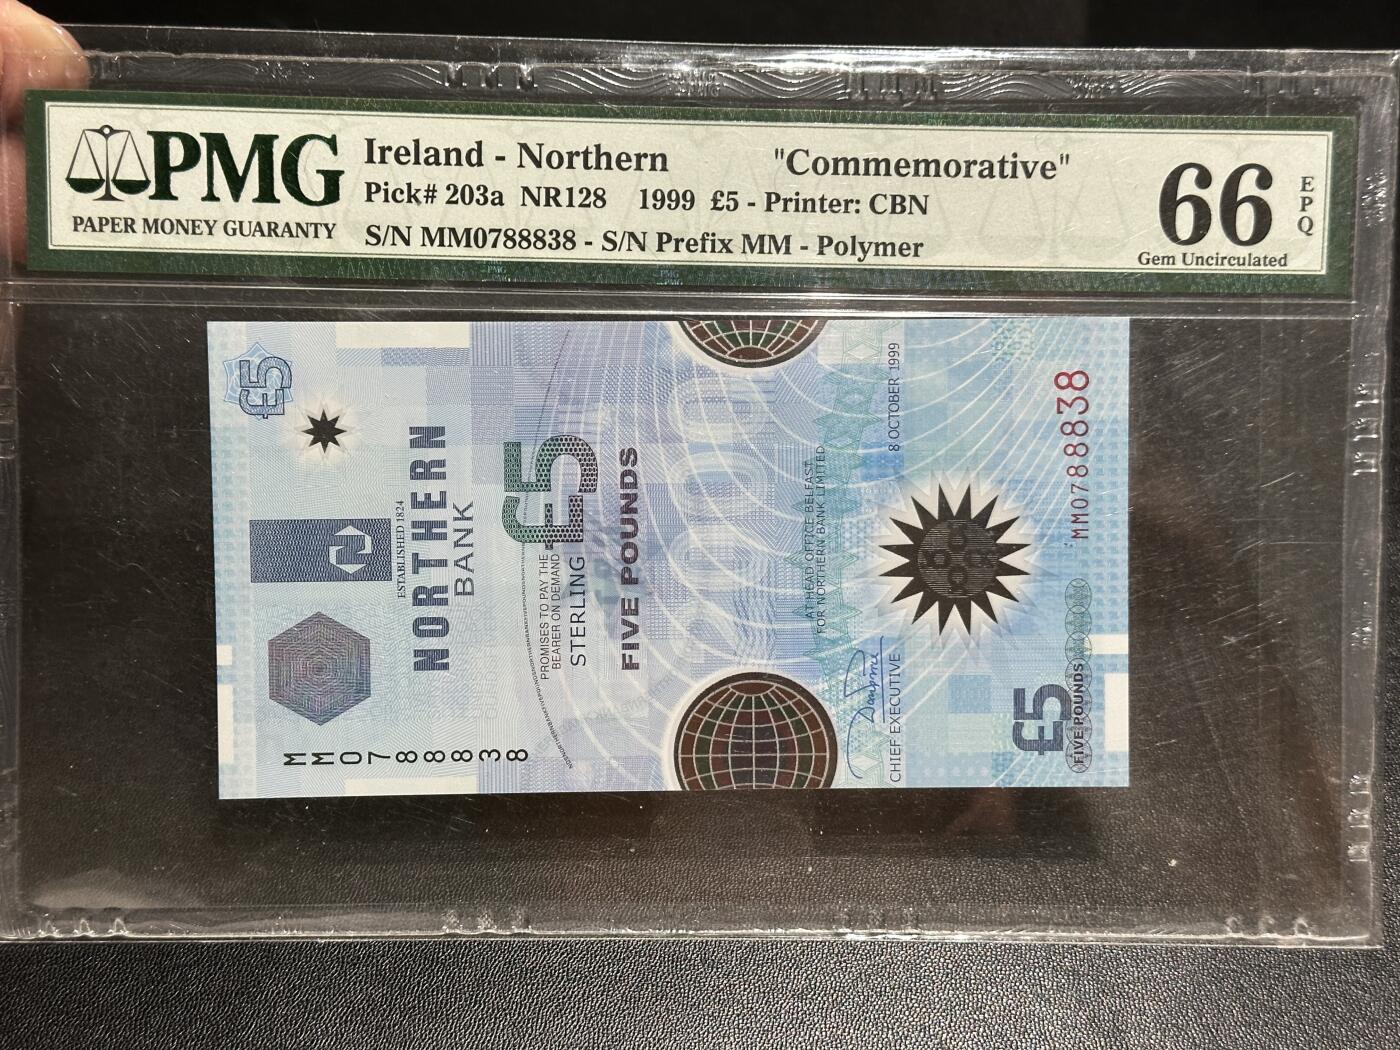 PMG
PAPER MONEY GUARANTY
Ireland - Northern "Commemorative"
Pick# 203a NR128 1999 £5 - Printer: CBN
S/N MM0788838 - S/N Prefix MM - Polymer
66
EPQ
Gem Uncirculated
£5
ESTABLISHED 1824
NORTHERN
BANK
MM0788838
PROMISES TO PAY THE
BEARER ON DEMAND
£5
STERLING
FIVE POUNDS
AT HEAD OFFICE BELFAST
FOR NORTHERN BANK LIMITED
CHIEF EXECUTIVE
8 OCTOBER 1999
£5
FIVE POUNDS
MM0788838